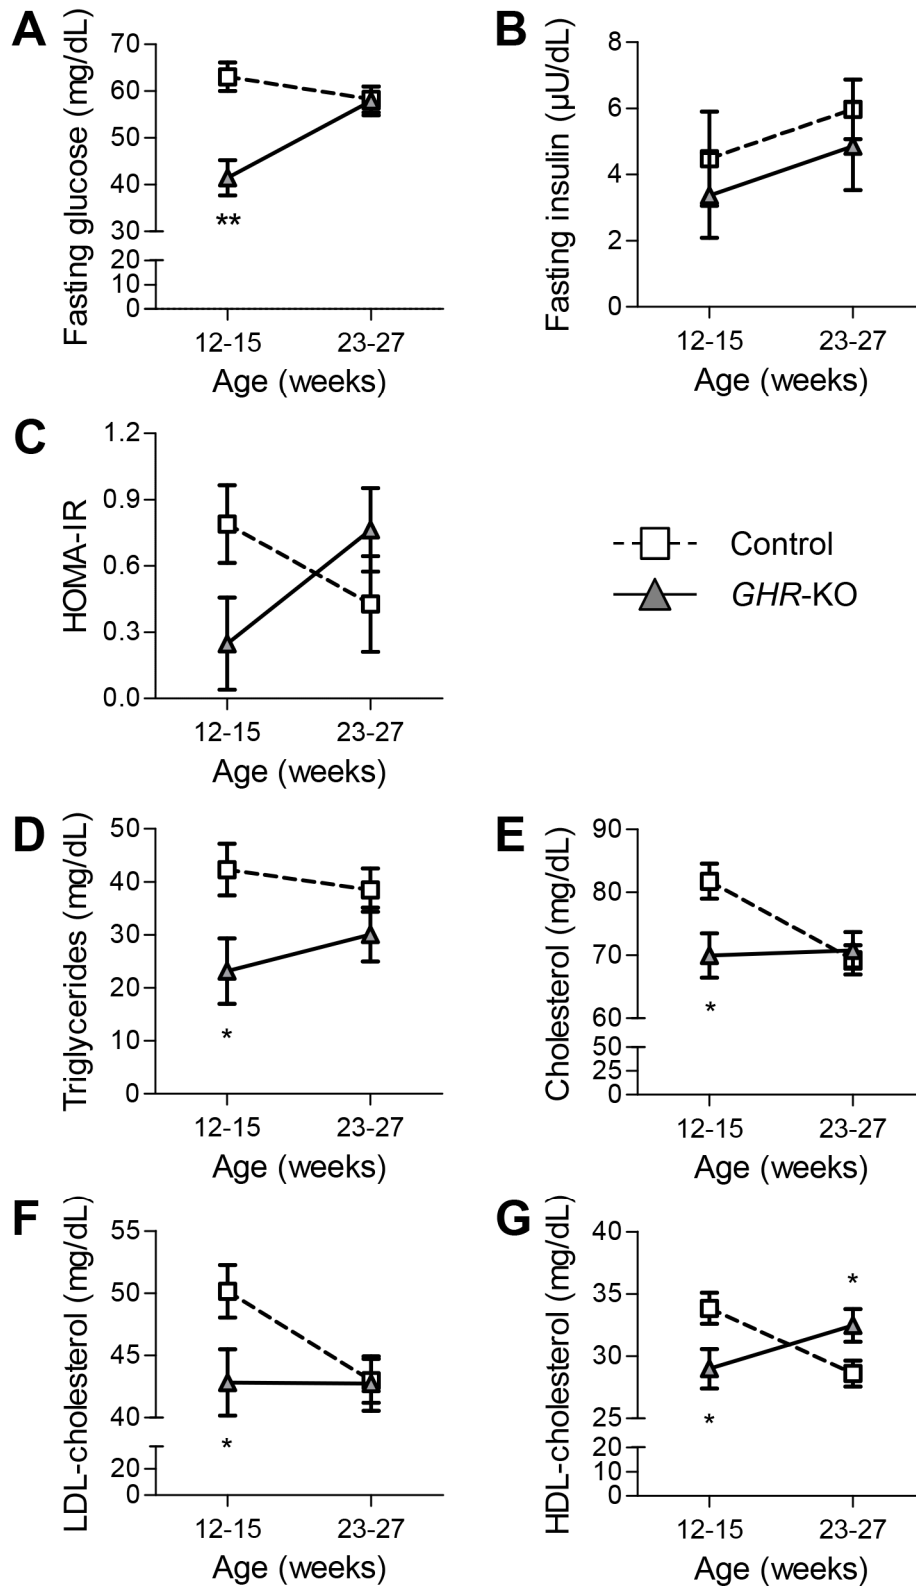 A
Fasting glucose (mg/dL)
70
60
50
40
30
20
10
0
**
12-15
23-27
Age (weeks)
B
Fasting insulin (µU/dL)
8
6
4
2
0
12-15
23-27
Age (weeks)
C
HOMA-IR
1.2
0.9
0.6
0.3
0.0
12-15
23-27
Age (weeks)
Control
GHR-KO
D
Triglycerides (mg/dL)
50
40
30
20
10
0
*
12-15
23-27
Age (weeks)
E
Cholesterol (mg/dL)
90
80
70
60
50
25
0
*
12-15
23-27
Age (weeks)
F
LDL-cholesterol (mg/dL)
55
50
45
40
20
0
*
12-15
23-27
Age (weeks)
G
HDL-cholesterol (mg/dL)
40
35
30
25
20
10
0
*
*
12-15
23-27
Age (weeks)